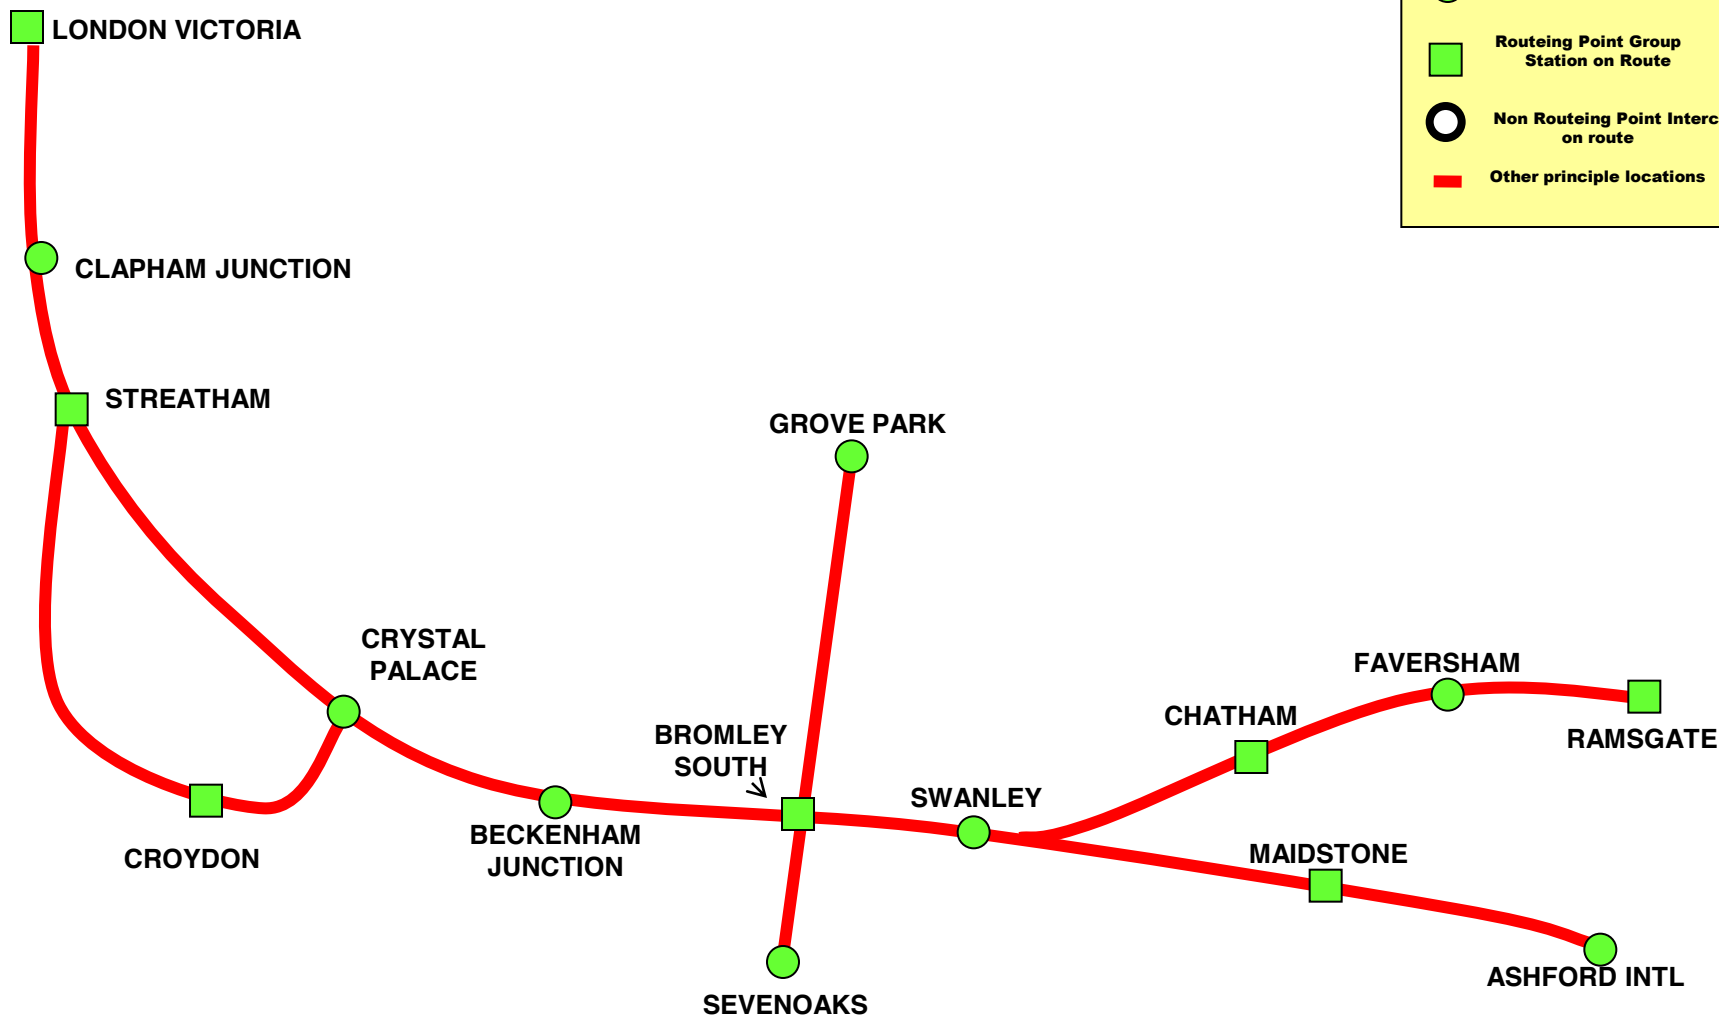 LONDON VICTORIA
Routeing Point Group
Station on Route
Non Routeing Point Interc
on route
Other principle locations
CLAPHAM JUNCTION
STREATHAM
GROVE PARK
CRYSTAL
PALACE
FAVERSHAM
CHATHAM
RAMSGATE
BROMLEY
SOUTH
SWANLEY
BECKENHAM
JUNCTION
MAIDSTONE
CROYDON
ASHFORD INTL
SEVENOAKS